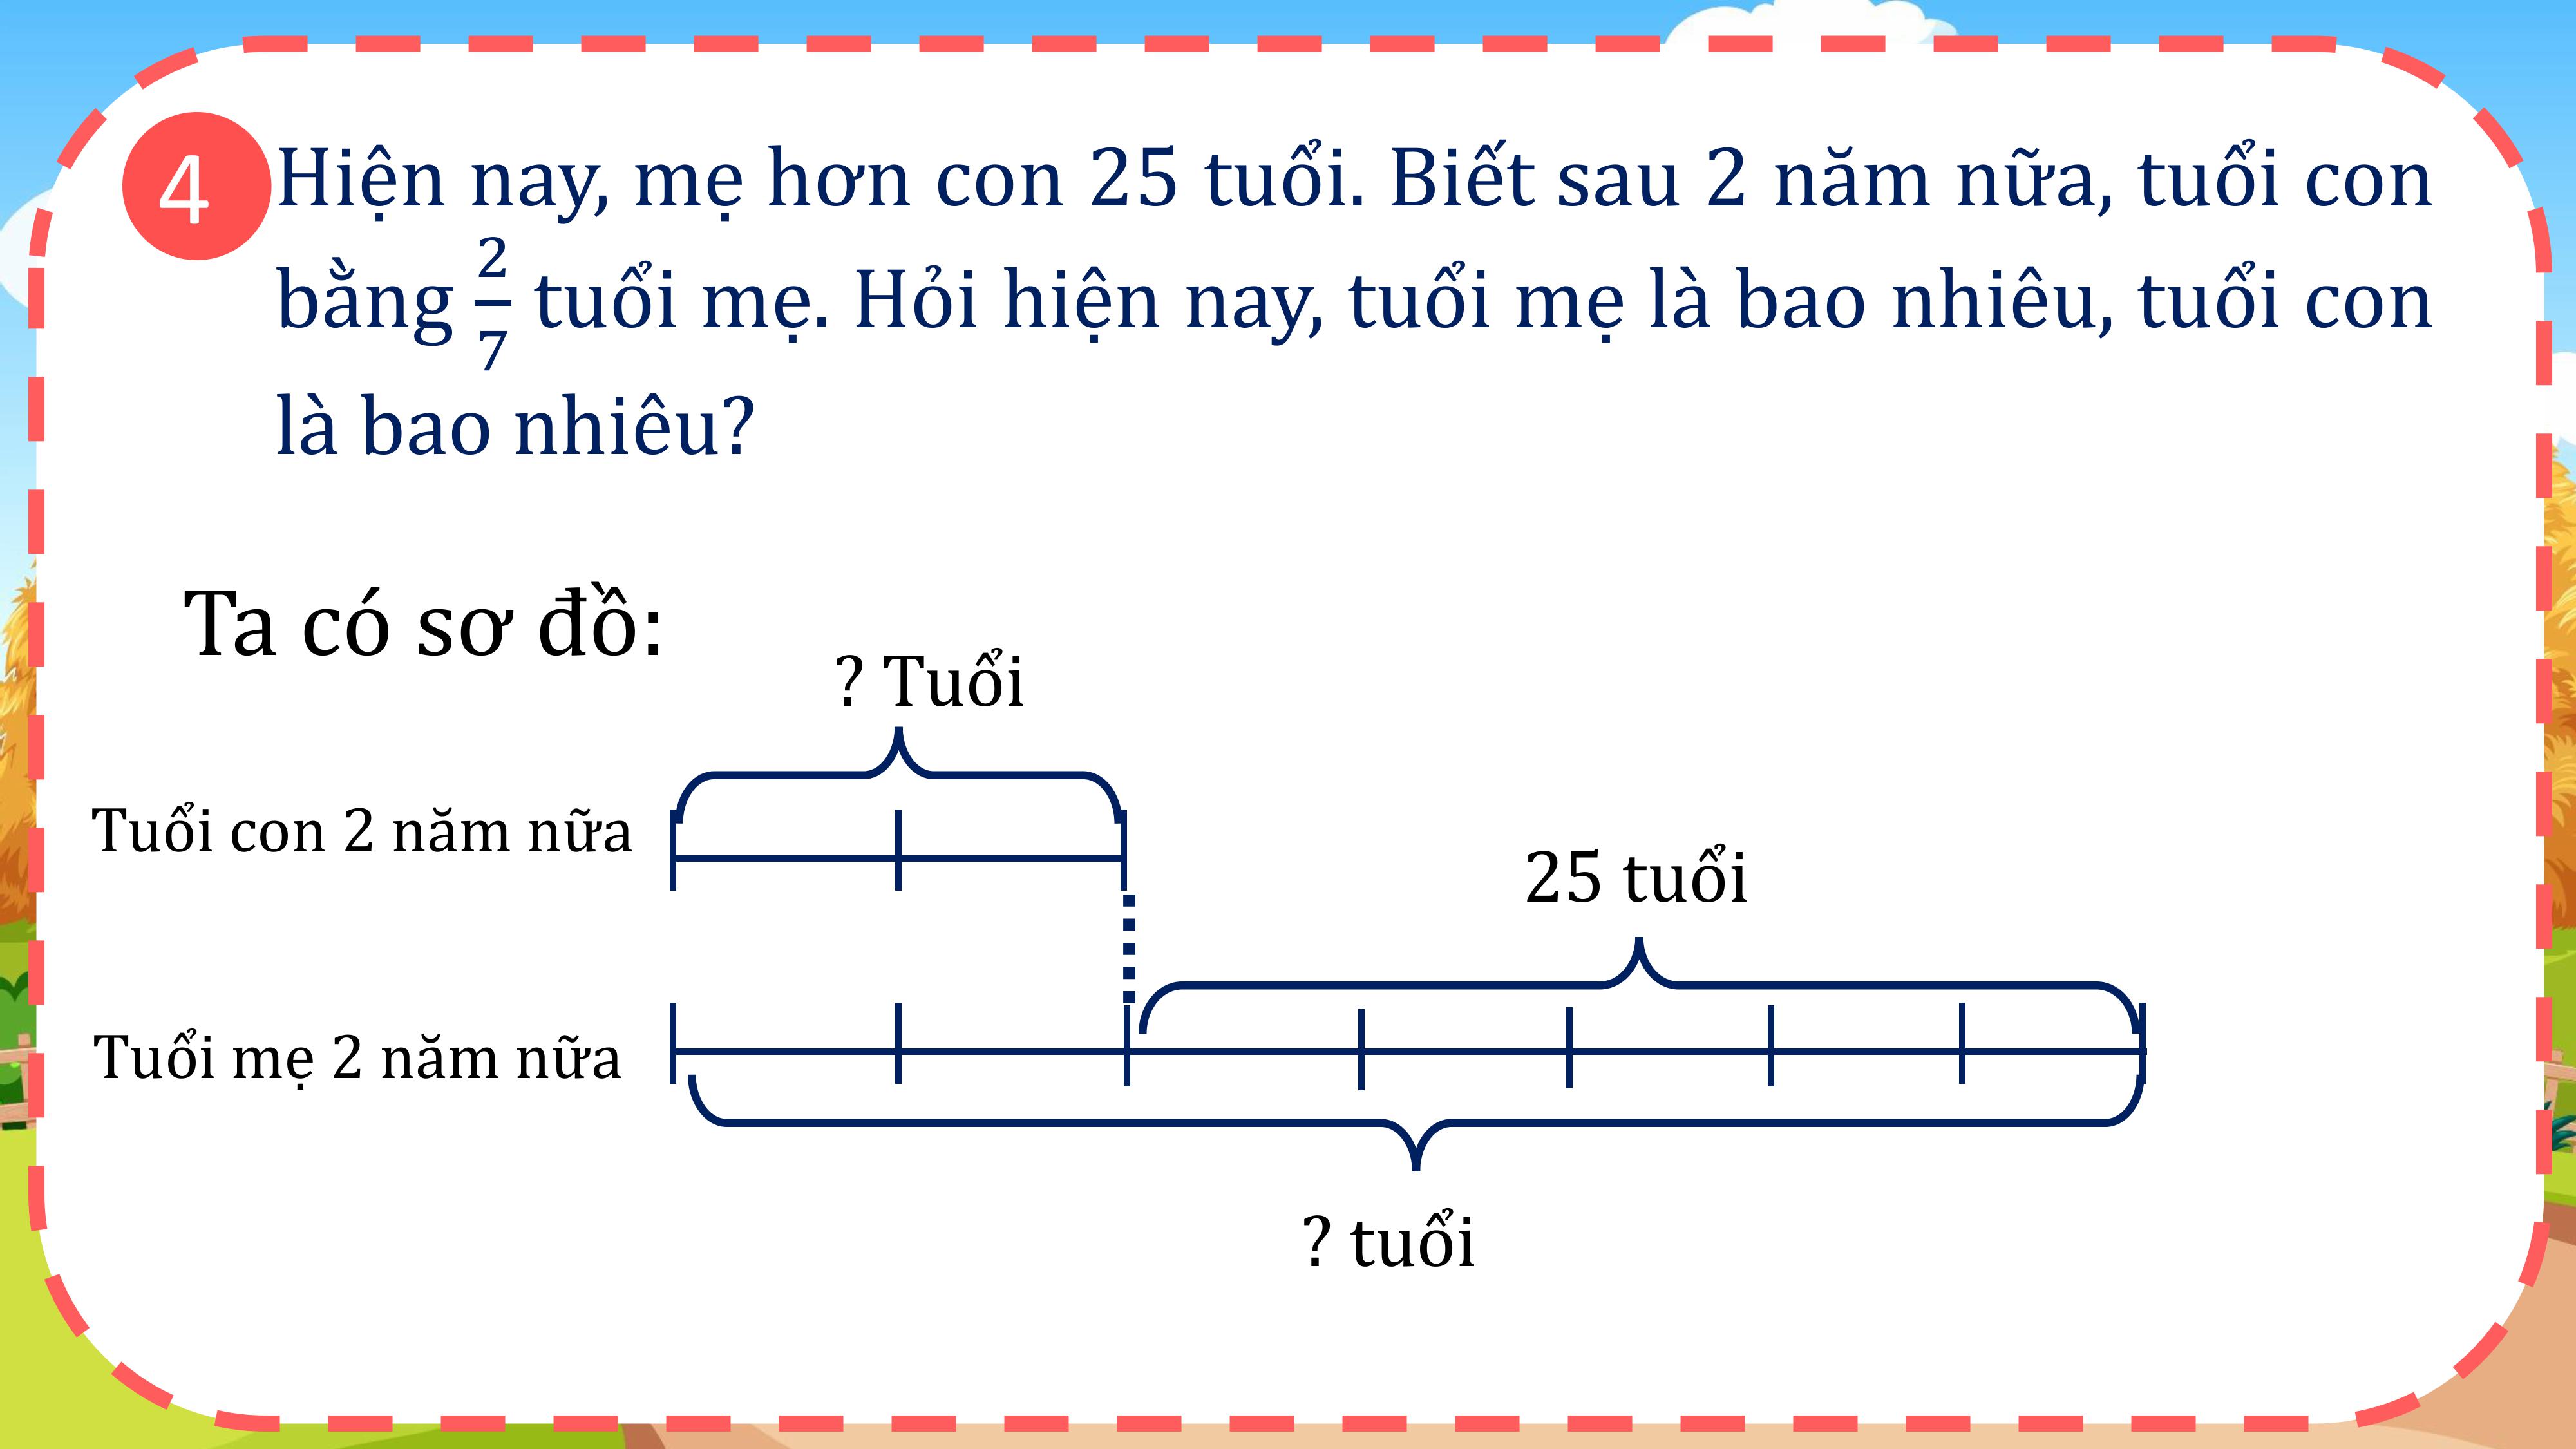 4 Hiện nay, mẹ hơn con 25 tuổi. Biết sau 2 năm nữa, tuổi con
bằng 2/7 tuổi mẹ. Hỏi hiện nay, tuổi mẹ là bao nhiêu, tuổi con
là bao nhiêu?
Ta có sơ đồ:
? Tuổi
Tuổi con 2 năm nữa
25 tuổi
Tuổi mẹ 2 năm nữa
? tuổi